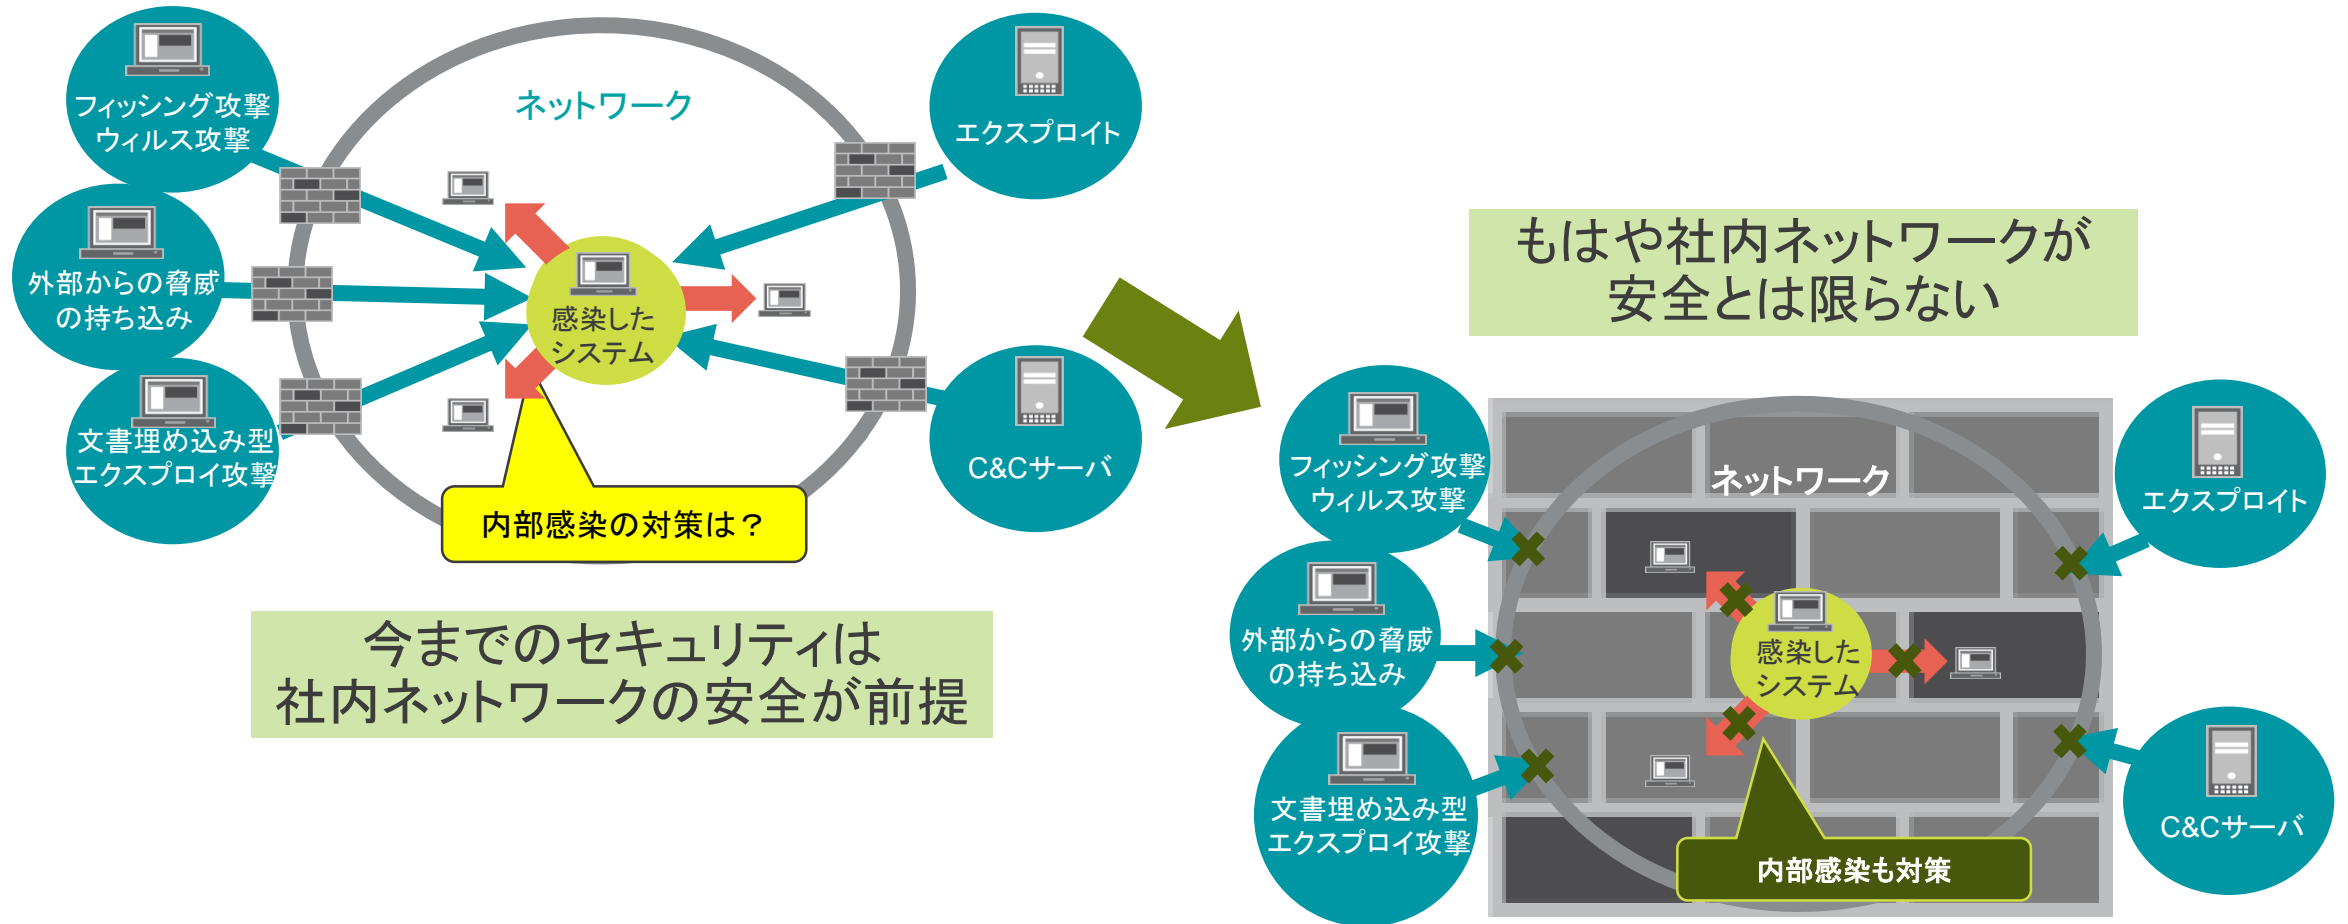 フィッシング攻撃
ウィルス攻撃
外部からの脅威
の持ち込み
文書埋め込み型
エクスプロイ攻撃
ネットワーク
エクスプロイト
感染した
システム
C&Cサーバ
内部感染の対策は？
今までのセキュリティは
社内ネットワークの安全が前提
もはや社内ネットワークが
安全とは限らない
フィッシング攻撃
ウィルス攻撃
外部からの脅威
の持ち込み
文書埋め込み型
エクスプロイ攻撃
ネットワーク
エクスプロイト
感染した
システム
C&Cサーバ
内部感染も対策